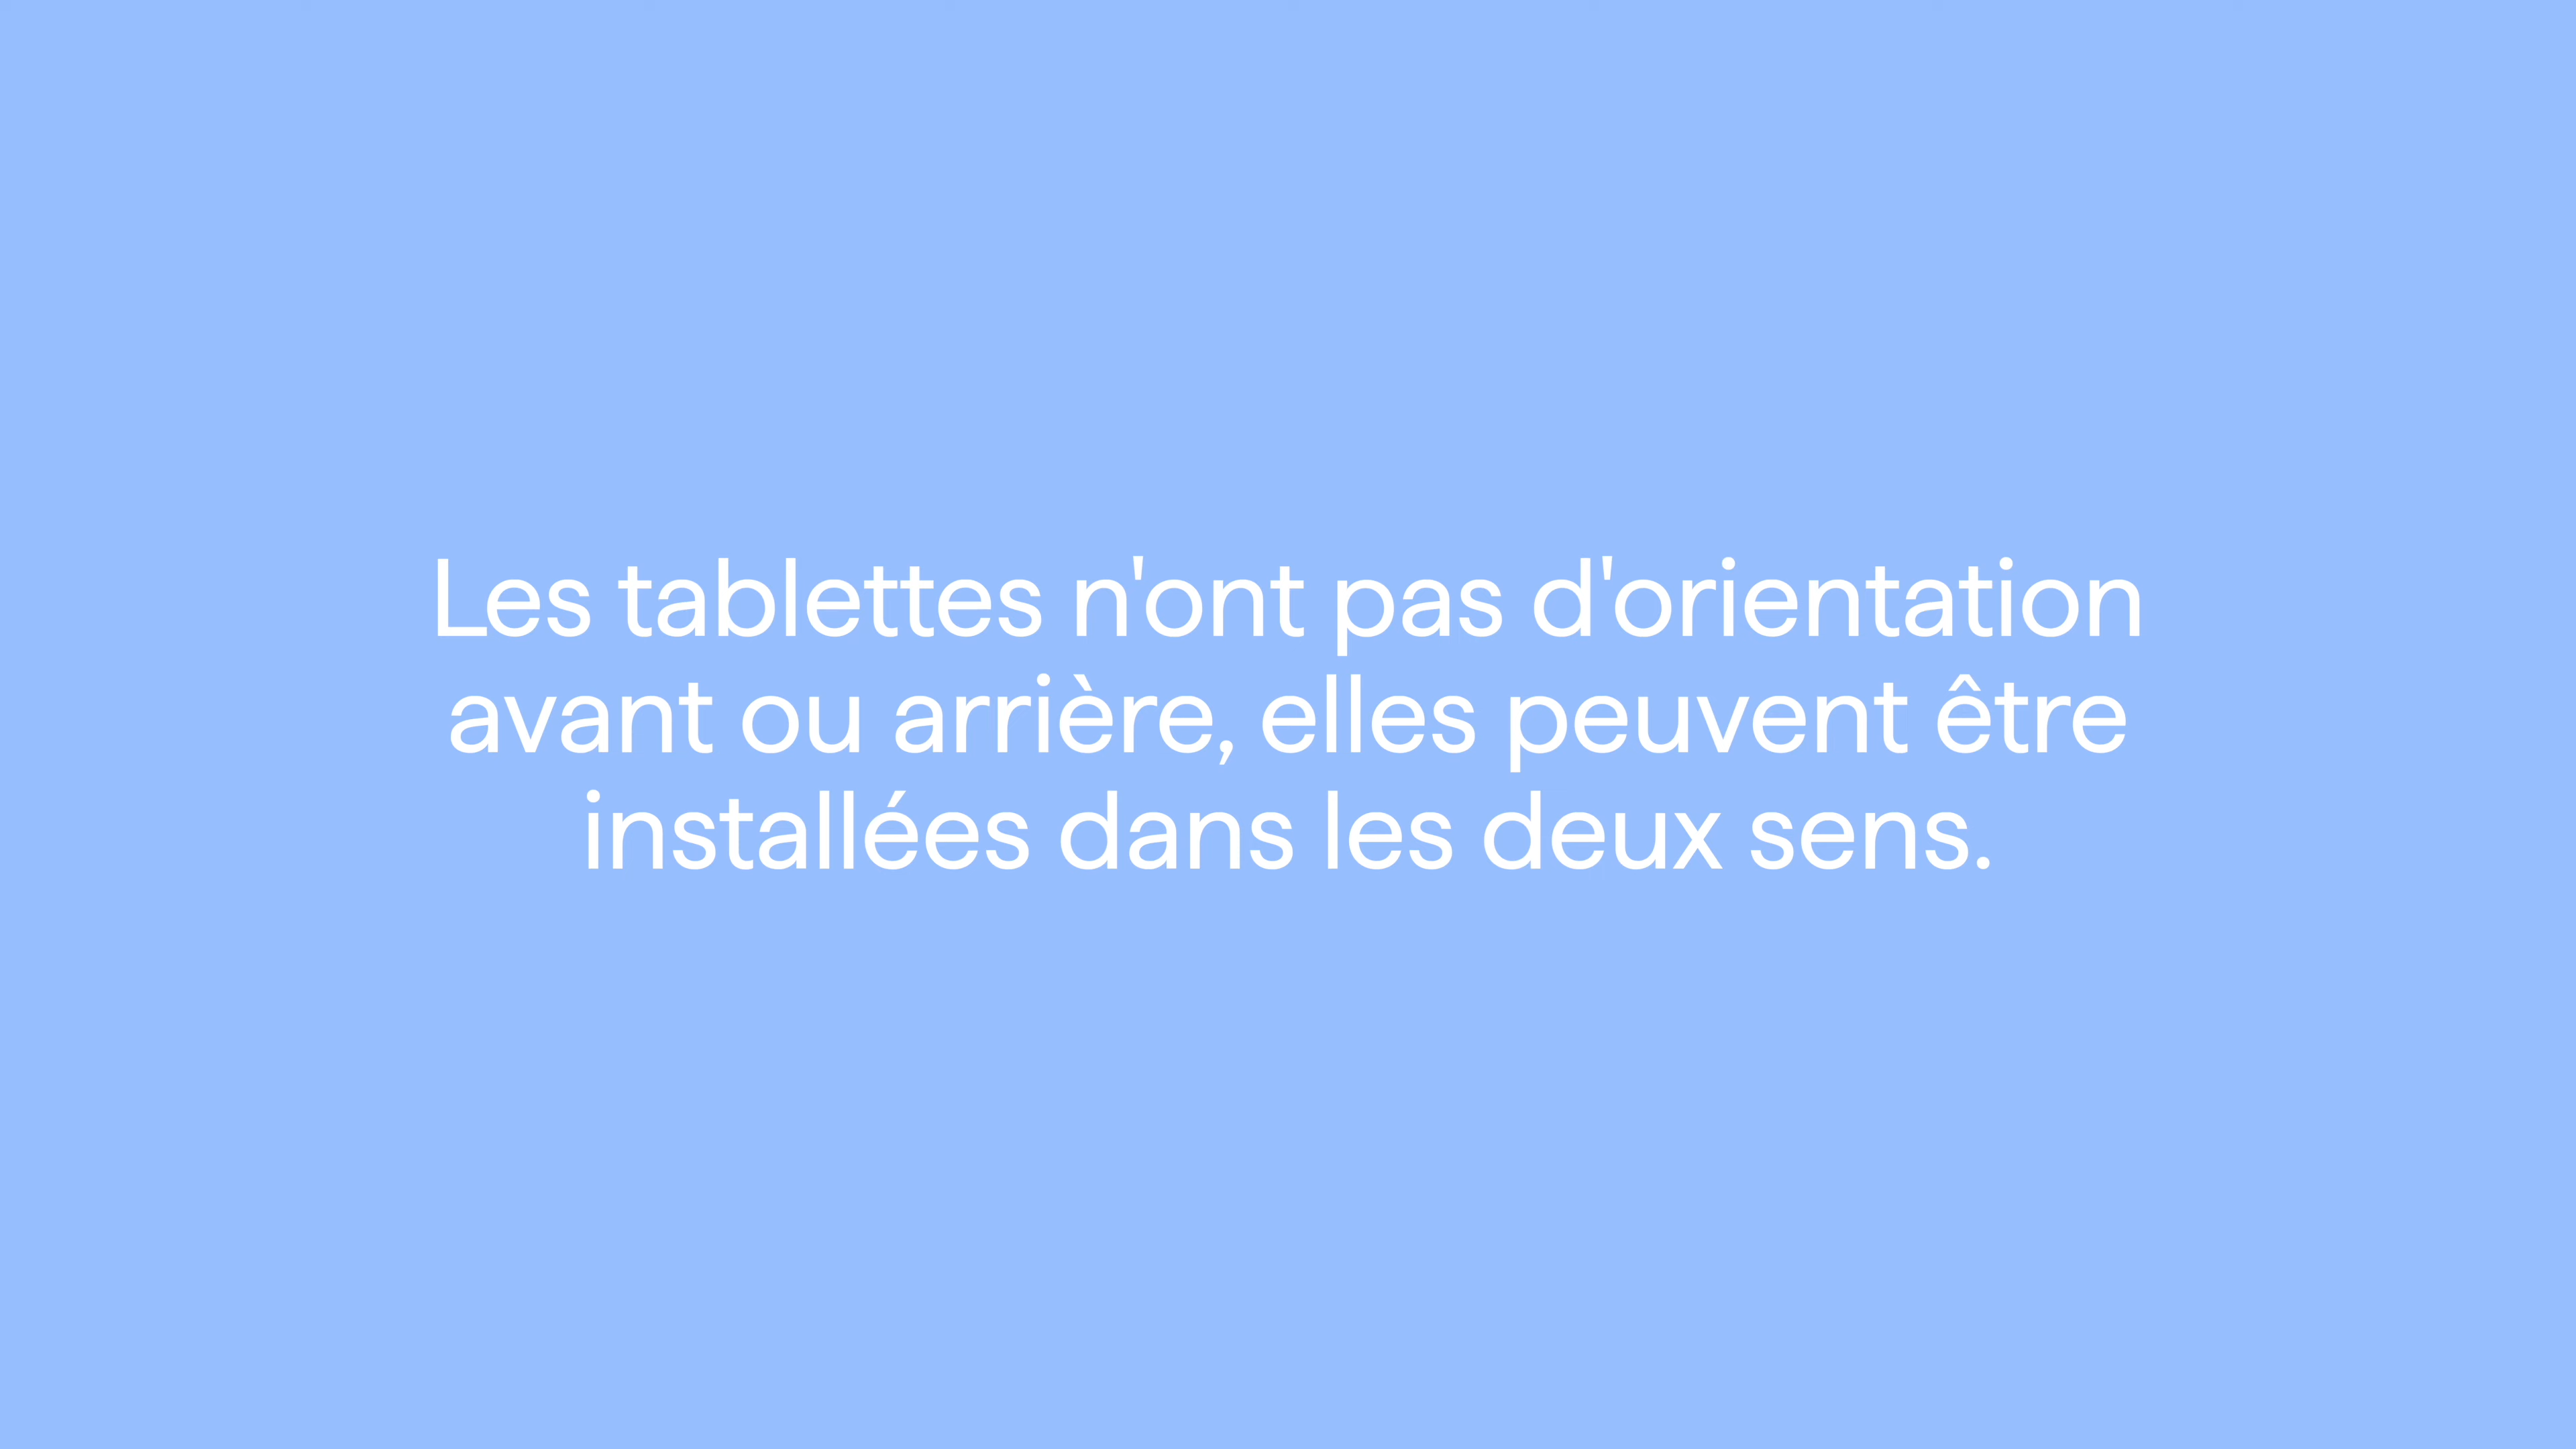 Les tablettes n'ont pas d'orientation
avant ou arrière, elles peuvent être
installées dans les deux sens.